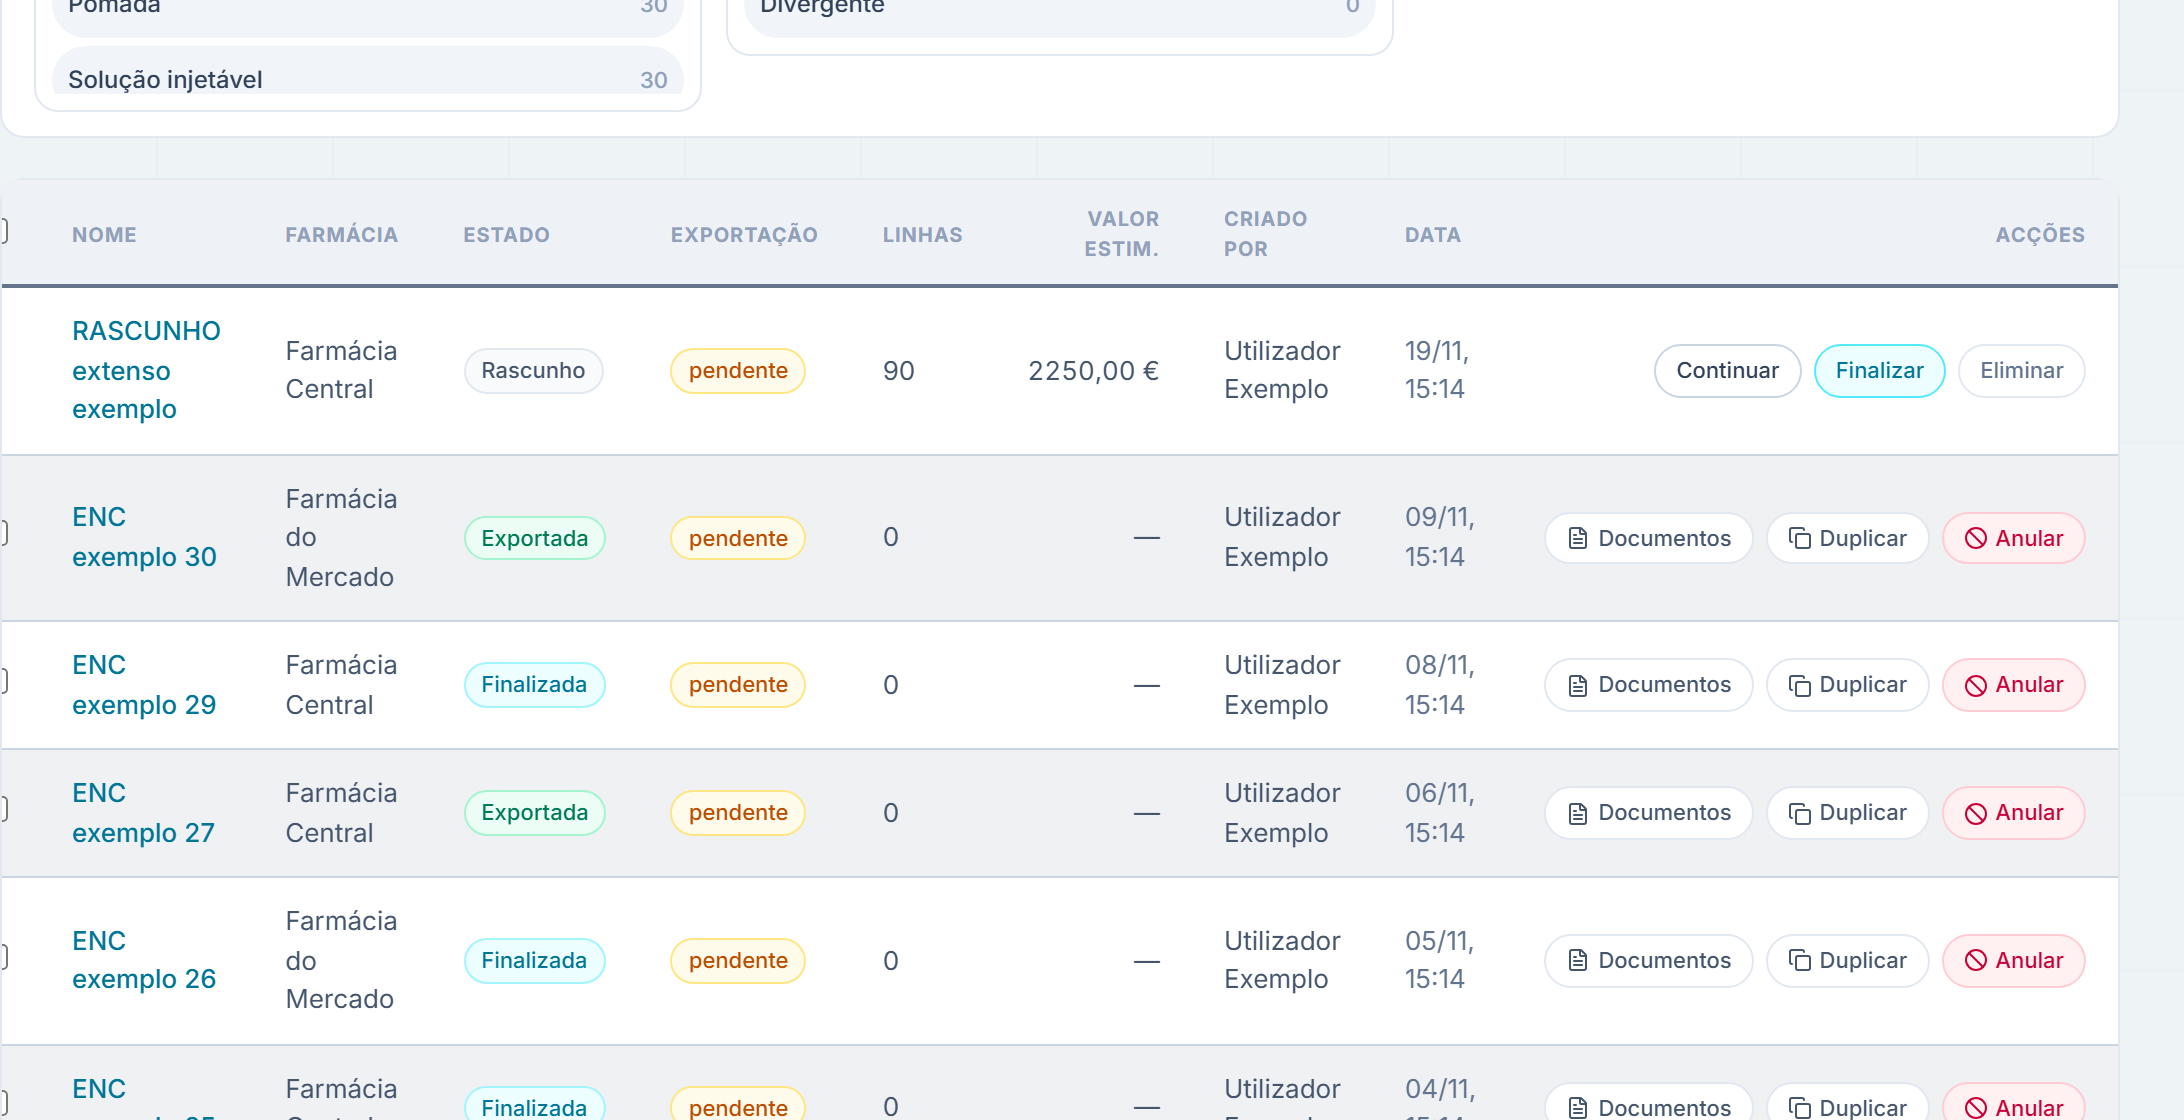 Pomada 30
Divergente 0
Solução injetável 30
NOME FARMÁCIA ESTADO EXPORTAÇÃO LINHAS VALOR ESTIM. CRIADO POR DATA ACÇÕES
RASCUNHO extenso exemplo Farmácia Central Rascunho pendente 90 2250,00 € Utilizador Exemplo 19/11, 15:14 Continuar Finalizar Eliminar
ENC exemplo 30 Farmácia do Mercado Exportada pendente 0 — Utilizador Exemplo 09/11, 15:14 Documentos Duplicar Anular
ENC exemplo 29 Farmácia Central Finalizada pendente 0 — Utilizador Exemplo 08/11, 15:14 Documentos Duplicar Anular
ENC exemplo 27 Farmácia Central Exportada pendente 0 — Utilizador Exemplo 06/11, 15:14 Documentos Duplicar Anular
ENC exemplo 26 Farmácia do Mercado Finalizada pendente 0 — Utilizador Exemplo 05/11, 15:14 Documentos Duplicar Anular
ENC Farmácia Finalizada pendente 0 — Utilizador 04/11, Documentos Duplicar Anular